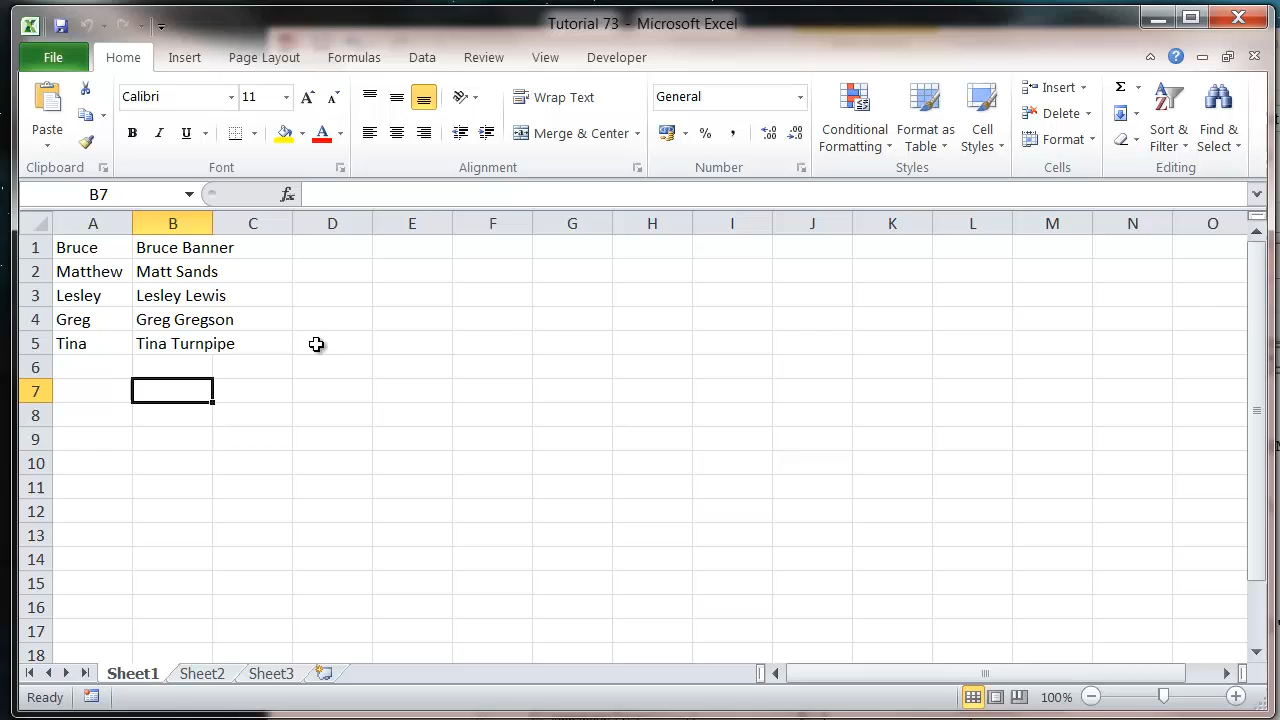 Tutorial 73 - Microsoft Excel
File Home Insert Page Layout Formulas Data Review View Developer
Paste Calibri 11 Wrap Text General Conditional Formatting Format as Table Cell Styles Insert Σ Sort & Filter Find & Select
B I U A Merge & Center % , Delete
Format
Clipboard Font Alignment Number Styles Cells Editing
B7 fx
A B C D E F G H I J K L M N O
1 Bruce Bruce Banner
2 Matthew Matt Sands
3 Lesley Lesley Lewis
4 Greg Greg Gregson
5 Tina Tina Turnpipe
6
7
8
9
10
11
12
13
14
15
16
17
18
Sheet1 Sheet2 Sheet3
Ready 100%